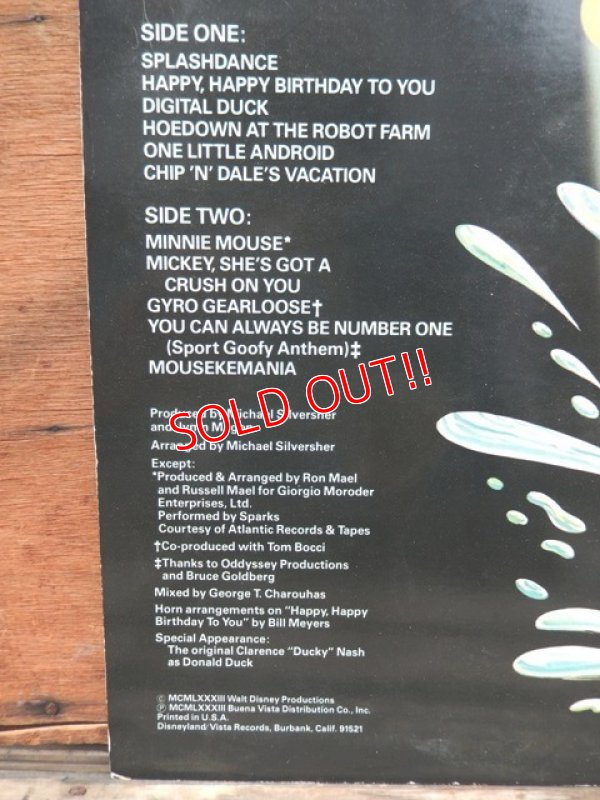 SIDE ONE:
SPLASHDANCE
HAPPY, HAPPY BIRTHDAY TO YOU
DIGITAL DUCK
HOEDOWN AT THE ROBOT FARM
ONE LITTLE ANDROID
CHIP 'N' DALE'S VACATION
SIDE TWO:
MINNIE MOUSE*
MICKEY, SHE'S GOT A
CRUSH ON YOU
GYRO GEARLOOSE†
YOU CAN ALWAYS BE NUMBER ONE
(Sport Goofy Anthem)‡
MOUSEKEMANIA
SOLD OUT!!
Produced by Michael Silversher
and
Arranged by Michael Silversher
Except:
*Produced & Arranged by Ron Mael
and Russell Mael for Giorgio Moroder
Enterprises, Ltd.
Performed by Sparks
Courtesy of Atlantic Records & Tapes
†Co-produced with Tom Bocci
‡Thanks to Oddyssey Productions
and Bruce Goldberg
Mixed by George T. Charouhas
Horn arrangements on "Happy, Happy
Birthday To You" by Bill Meyers
Special Appearance:
The original Clarence "Ducky" Nash
as Donald Duck
© MCMLXXXIII Walt Disney Productions
℗ MCMLXXXIII Buena Vista Distribution Co., Inc.
Printed in U.S.A.
Disneyland/Vista Records, Burbank, Calif. 91521